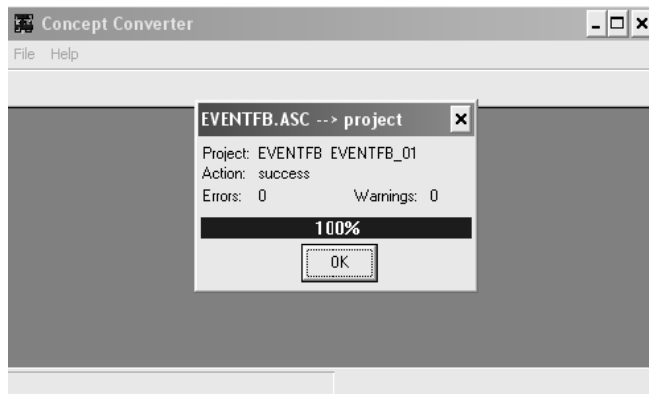 Concept Converter
File Help
EVENTFB.ASC --> project
Project: EVENTFB EVENTFB_01
Action: success
Errors: 0 Warnings: 0
100%
OK